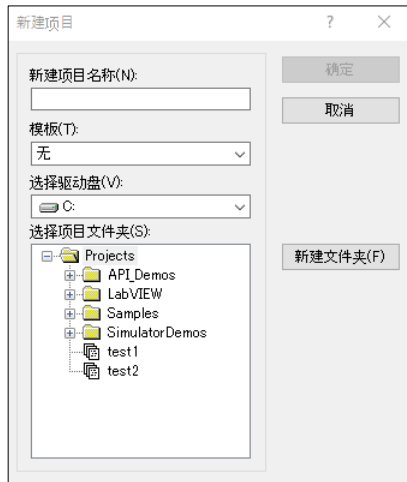 新建项目
新建项目名称(N):
确定
取消
模板(T):
无
选择驱动盘(V):
C:
选择项目文件夹(S):
新建文件夹(F)
Projects
API_Demos
LabVIEW
Samples
SimulatorDemos
test1
test2